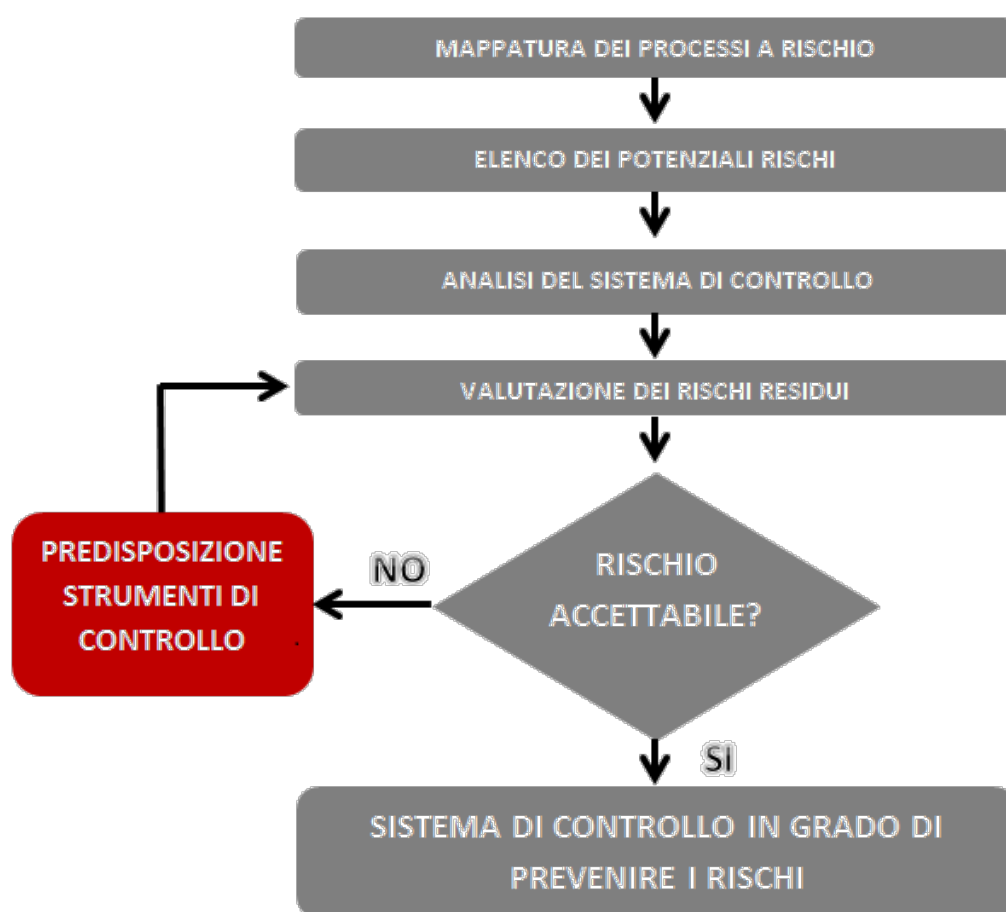 MAPPATURA DEI PROCESSI A RISCHIO
ELENCO DEI POTENZIALI RISCHI
ANALISI DEL SISTEMA DI CONTROLLO
VALUTAZIONE DEI RISCHI RESIDUI
PREDISPOSIZIONE
STRUMENTI DI
CONTROLLO .
NO
RISCHIO
ACCETTABILE?
SI
SISTEMA DI CONTROLLO IN GRADO DI
PREVENIRE I RISCHI